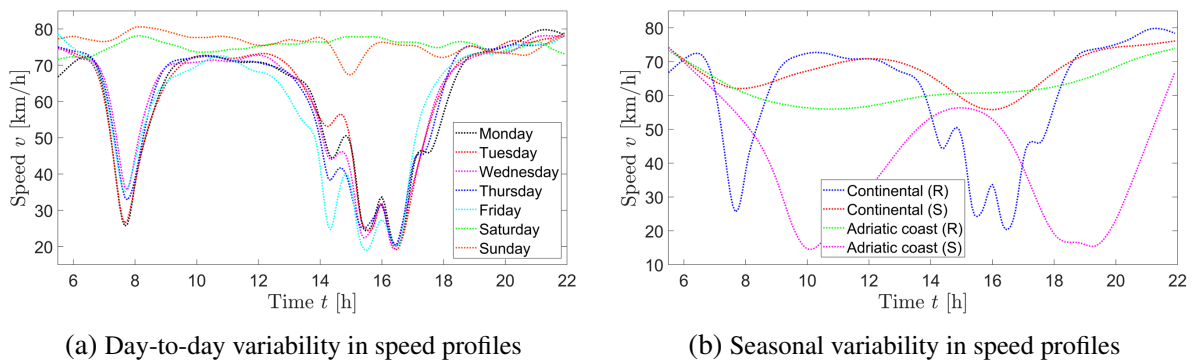 80
70
60
50
40
30
20
Speed v [km/h]
Monday
Tuesday
Wednesday
Thursday
Friday
Saturday
Sunday
6 8 10 12 14 16 18 20 22
Time t [h]
(a) Day-to-day variability in speed profiles
80
70
60
50
40
30
20
10
Speed v [km/h]
Continental (R)
Continental (S)
Adriatic coast (R)
Adriatic coast (S)
6 8 10 12 14 16 18 20 22
Time t [h]
(b) Seasonal variability in speed profiles